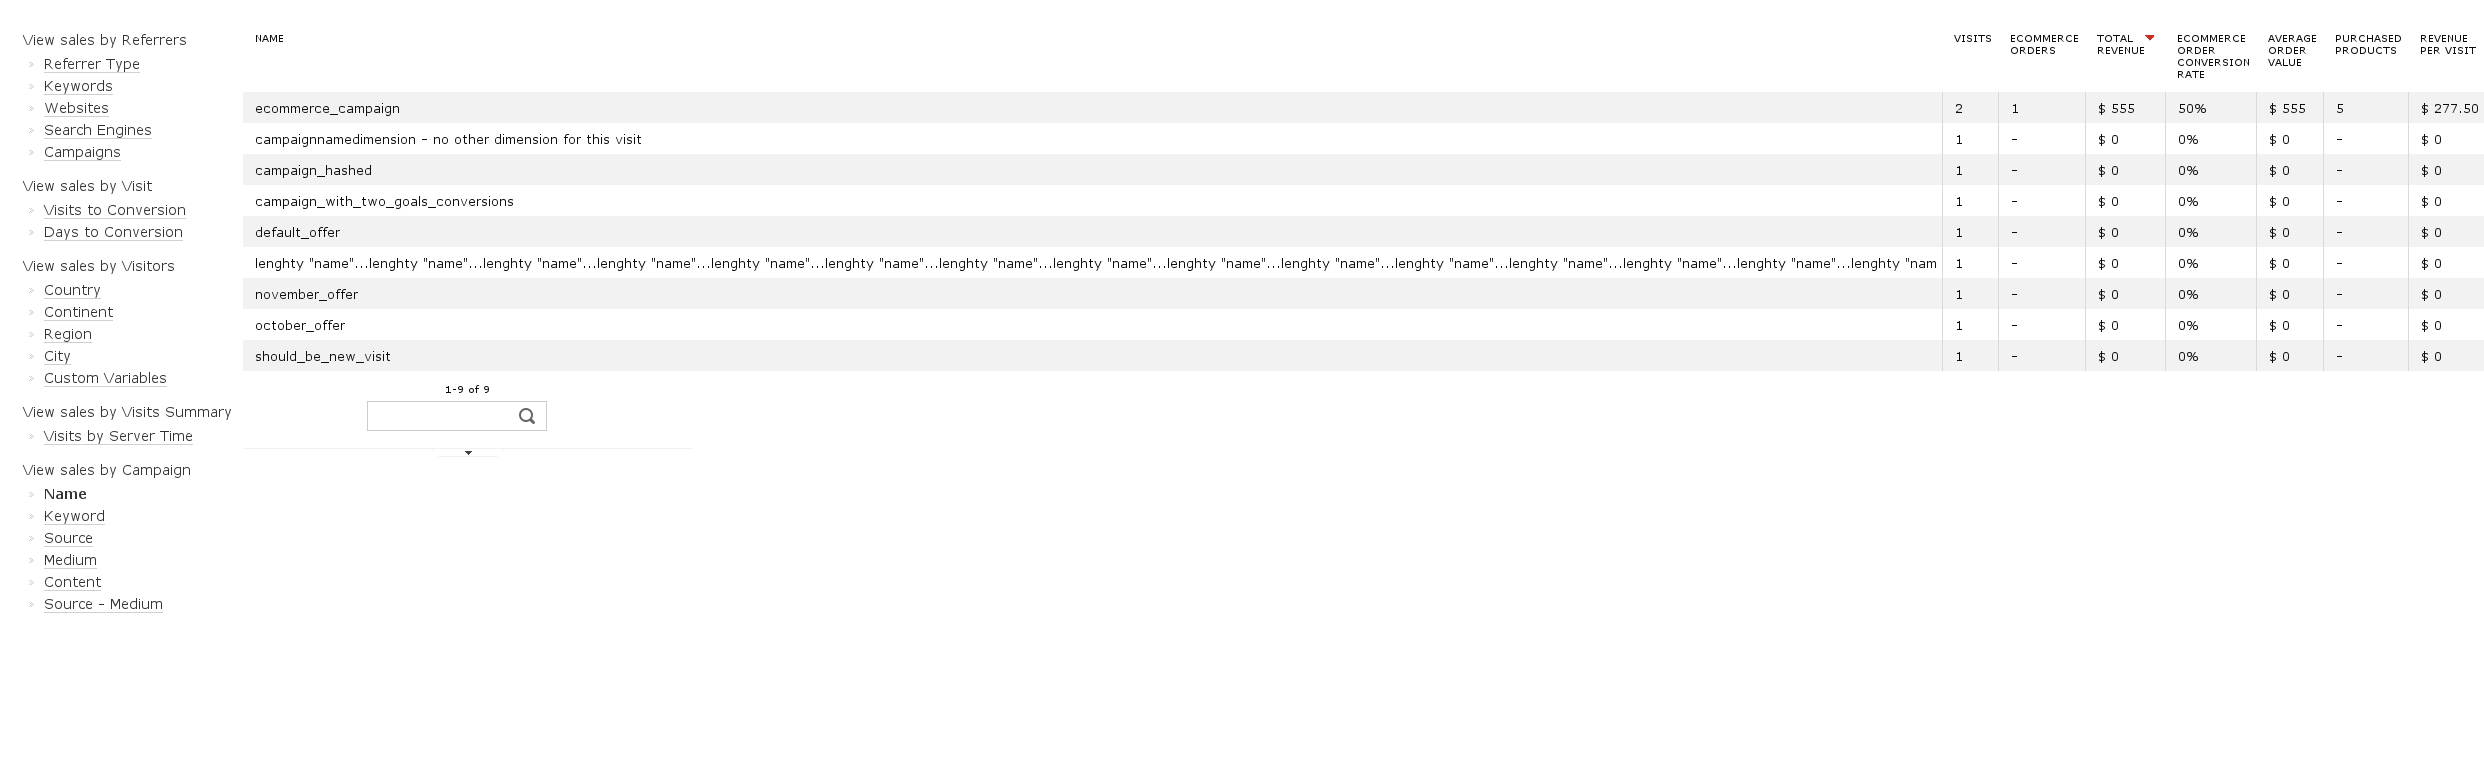 View sales by Referrers
» Referrer Type
» Keywords
» Websites
» Search Engines
» Campaigns
View sales by Visit
» Visits to Conversion
» Days to Conversion
View sales by Visitors
» Country
» Continent
» Region
» City
» Custom Variables
View sales by Visits Summary
» Visits by Server Time
View sales by Campaign
» Name
» Keyword
» Source
» Medium
» Content
» Source - Medium
NAME VISITS ECOMMERCE ORDERS TOTAL REVENUE ECOMMERCE ORDER CONVERSION RATE AVERAGE ORDER VALUE PURCHASED PRODUCTS REVENUE PER VISIT
ecommerce_campaign 2 1 $ 555 50% $ 555 5 $ 277.50
campaignnamedimension - no other dimension for this visit 1 - $ 0 0% $ 0 - $ 0
campaign_hashed 1 - $ 0 0% $ 0 - $ 0
campaign_with_two_goals_conversions 1 - $ 0 0% $ 0 - $ 0
default_offer 1 - $ 0 0% $ 0 - $ 0
lenghty "name"...lenghty "name"...lenghty "name"...lenghty "name"...lenghty "name"...lenghty "name"...lenghty "name"...lenghty "name"...lenghty "name"...lenghty "name"...lenghty "name"...lenghty "name"...lenghty "name"...lenghty "name"...lenghty "nam 1 - $ 0 0% $ 0 - $ 0
november_offer 1 - $ 0 0% $ 0 - $ 0
october_offer 1 - $ 0 0% $ 0 - $ 0
should_be_new_visit 1 - $ 0 0% $ 0 - $ 0
1-9 of 9